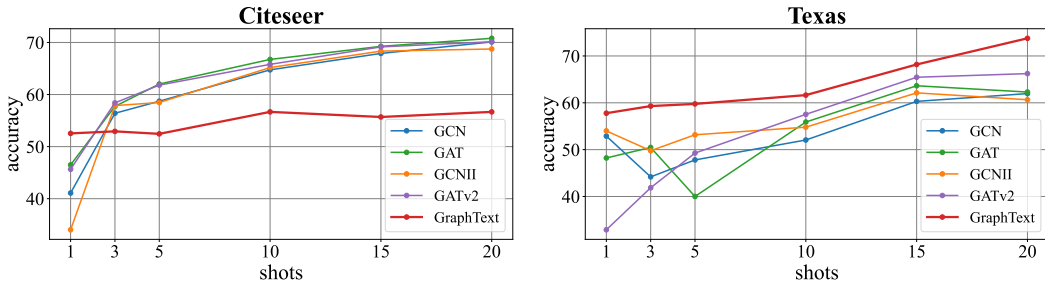 Citeseer
accuracy
70
60
50
40
1 3 5 10 15 20
shots
GCN
GAT
GCNII
GATv2
GraphText
Texas
accuracy
70
60
50
40
1 3 5 10 15 20
shots
GCN
GAT
GCNII
GATv2
GraphText